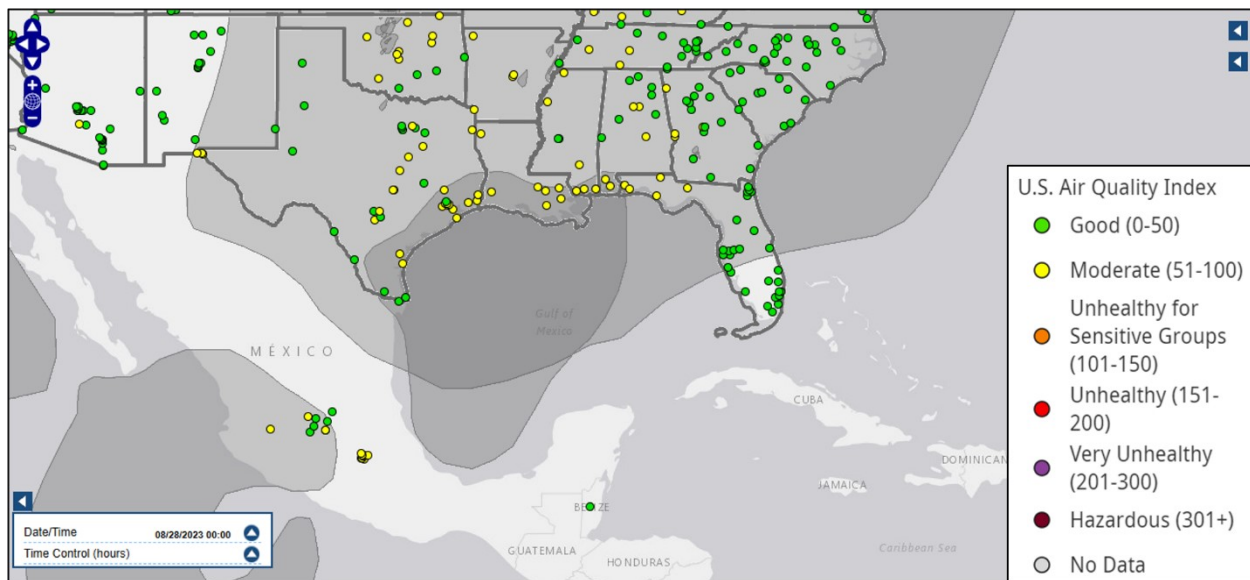 U.S. Air Quality Index
Good (0-50)
Moderate (51-100)
Unhealthy for
Sensitive Groups
(101-150)
Unhealthy (151-
200)
Very Unhealthy
(201-300)
Hazardous (301+)
No Data
Gulf of
Mexico
MÉXICO
CUBA
JAMAICA
DOMINICAN
BELIZE
GUATEMALA
HONDURAS
Caribbean Sea
Date/Time 08/28/2023 00:00
Time Control (hours)